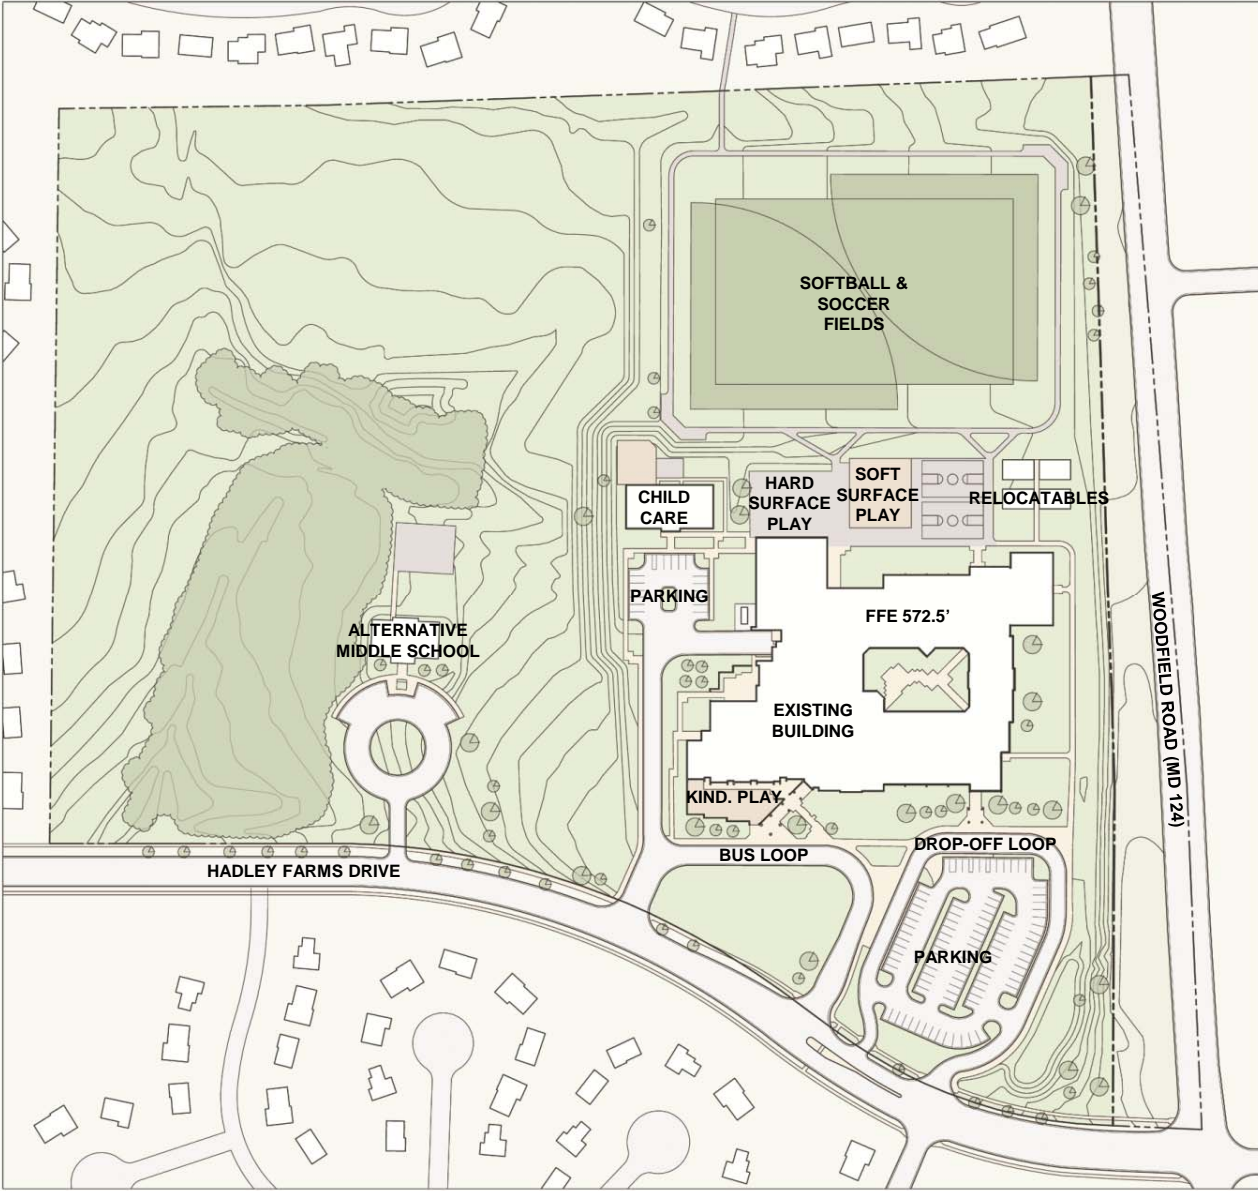 SOFTBALL &
SOCCER
FIELDS
CHILD
CARE
HARD
SURFACE
PLAY
SOFT
SURFACE
PLAY
RELOCATABLES
PARKING
FFE 572.5’
ALTERNATIVE
MIDDLE SCHOOL
WOODFIELD ROAD (MD 124)
EXISTING
BUILDING
KIND. PLAY
BUS LOOP
DROP-OFF LOOP
HADLEY FARMS DRIVE
PARKING